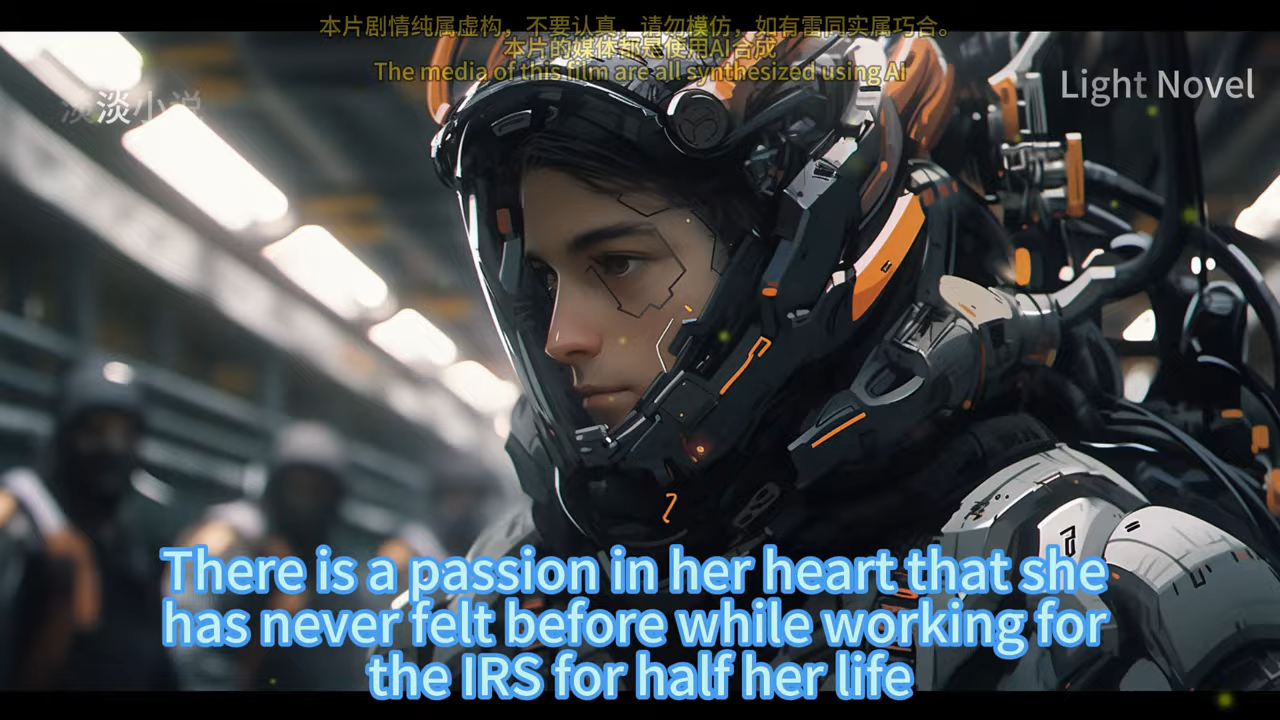 本片剧情纯属虚构，不要认真，请勿模仿，如有雷同实属巧合。
本片的媒体都是使用AI合成
The media of this film are all synthesized using AI
Light Novel
淡淡小说
There is a passion in her heart that she
has never felt before while working for
the IRS for half her life